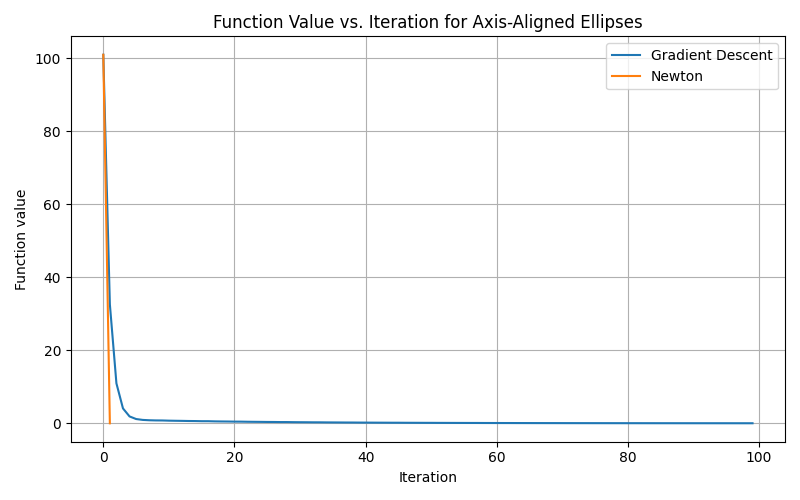 Function Value vs. Iteration for Axis-Aligned Ellipses
Gradient Descent
Newton
100
80
60
40
20
0
Function value
0 20 40 60 80 100
Iteration